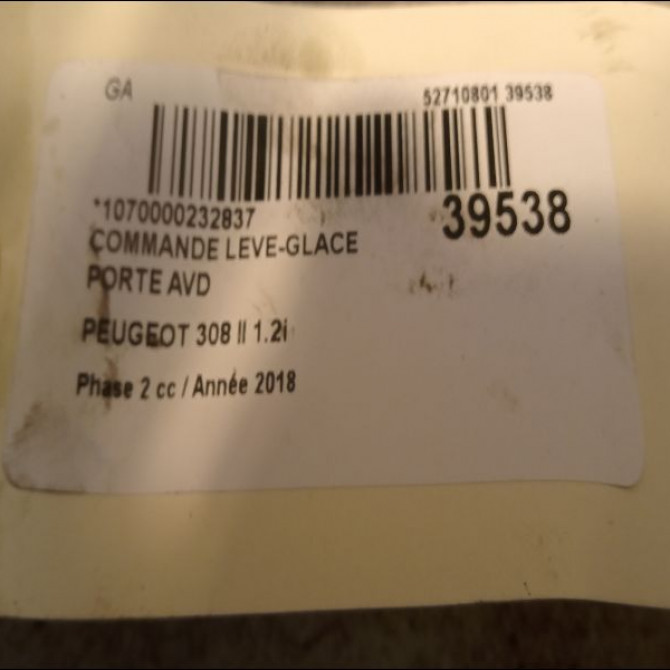 GA
52710801 39538
*1070000232837
39538
COMMANDE LEVE-GLACE
PORTE AVD
PEUGEOT 308 II 1.2i
Phase 2 cc / Année 2018